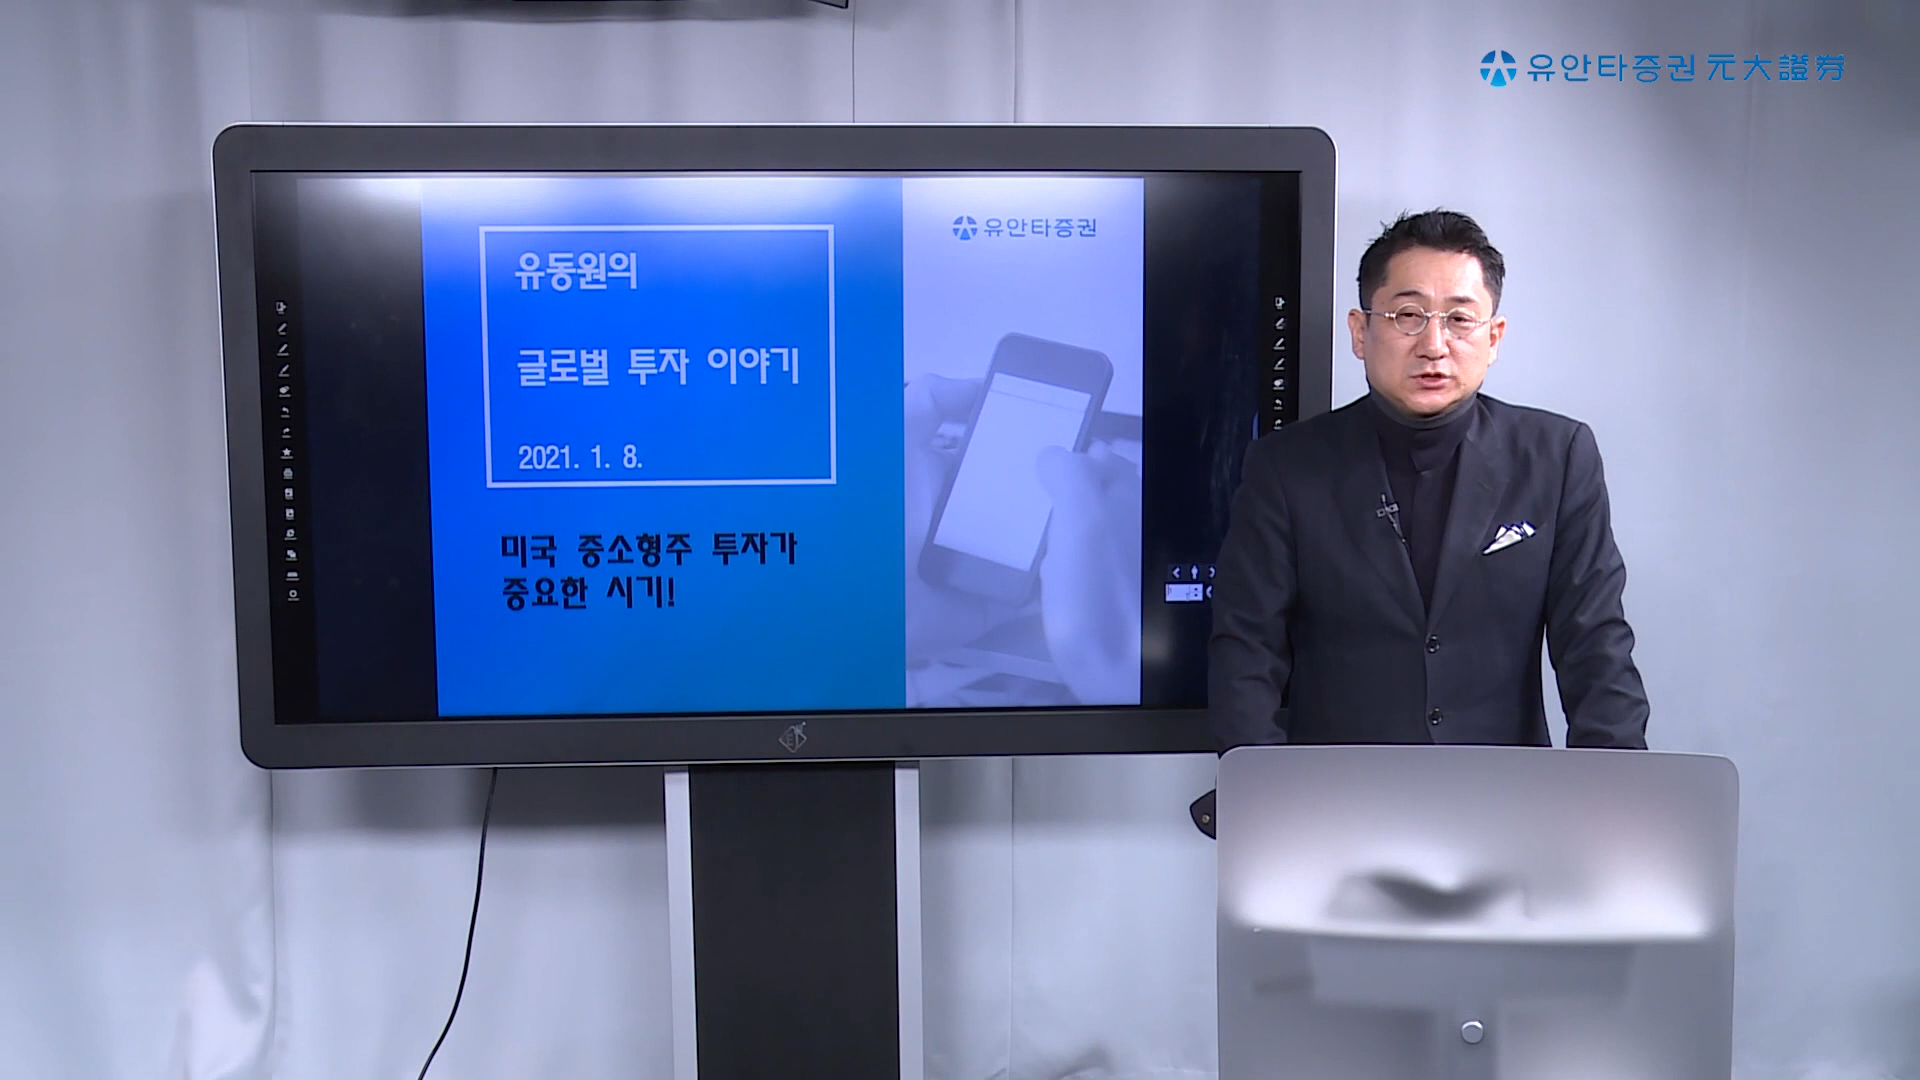 유안타증권 元大證券
유안타증권
유동원의
글로벌 투자 이야기
2021. 1. 8.
미국 중소형주 투자가
중요한 시기!